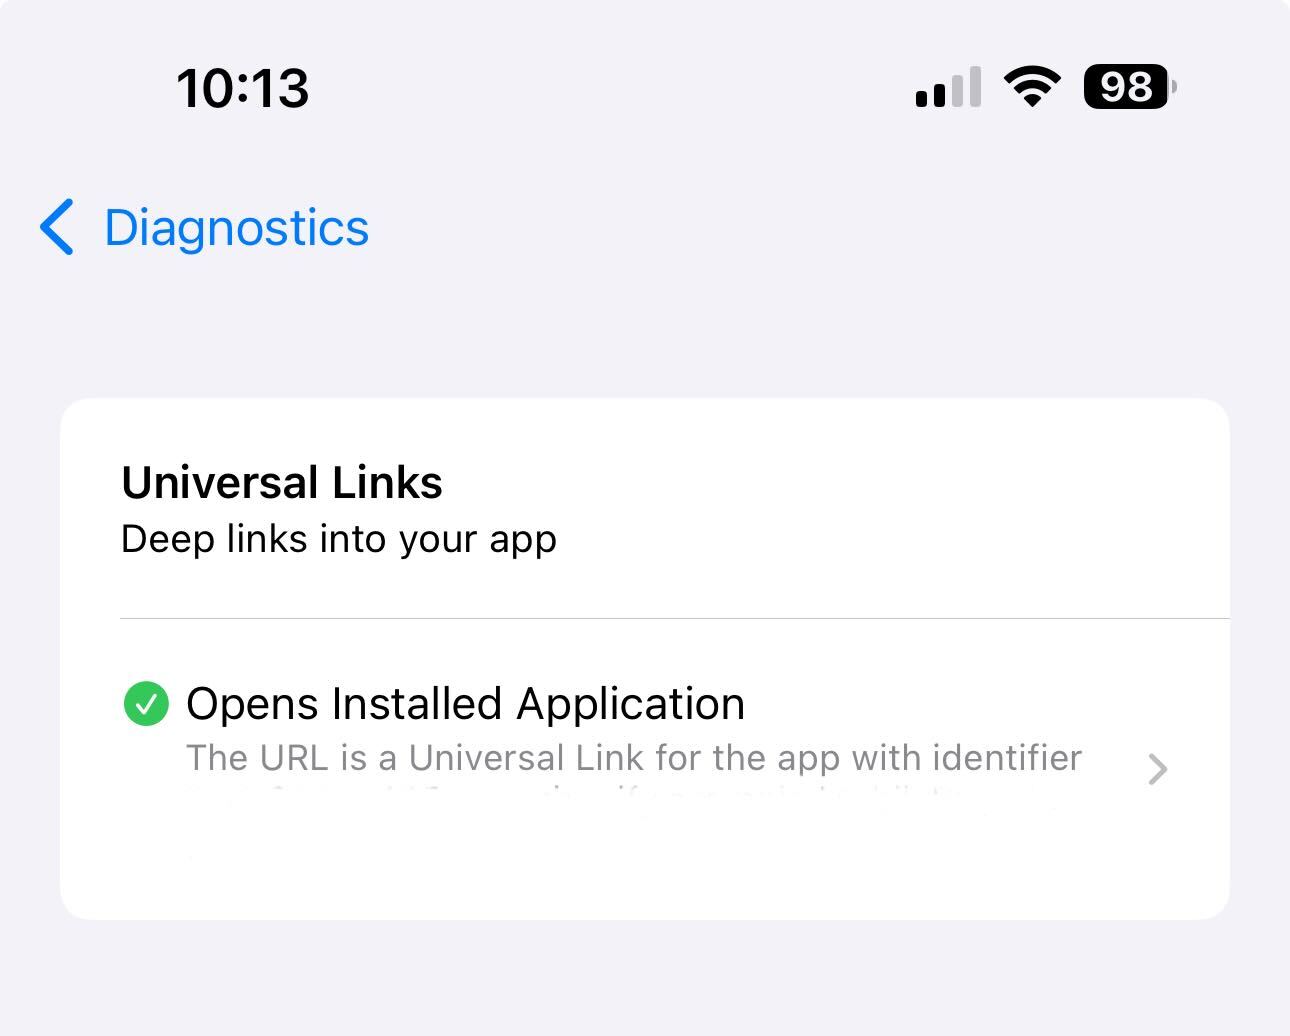 10:13
98
Diagnostics
Universal Links
Deep links into your app
Opens Installed Application
The URL is a Universal Link for the app with identifier